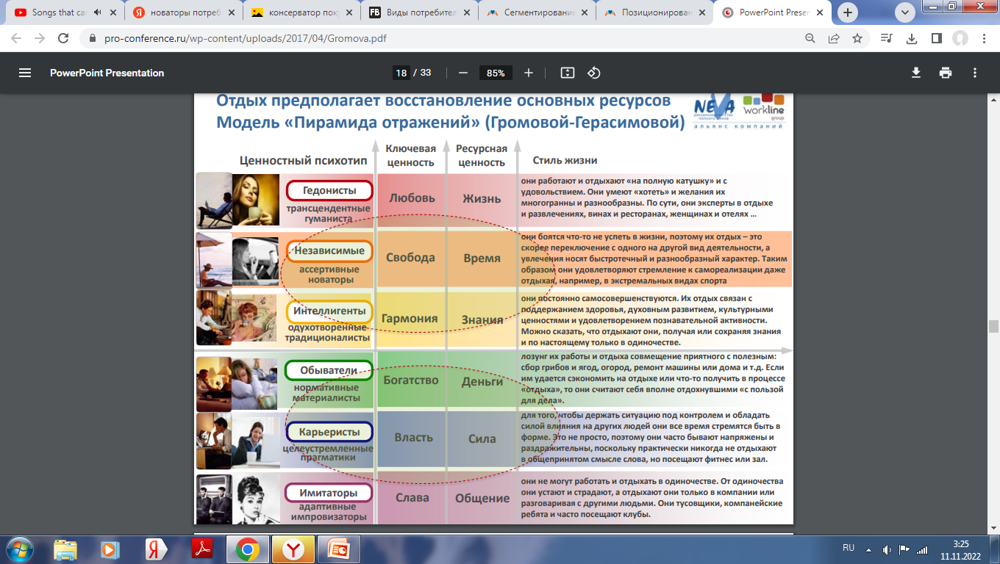 Songs that ca
новаторы потреб
консерватор поку
Виды потребител
Сегментирование
Позиционирован
PowerPoint Presen
pro-conference.ru/wp-content/uploads/2017/04/Gromova.pdf
PowerPoint Presentation
18 / 33
85%
Отдых предполагает восстановление основных ресурсов
Модель «Пирамида отражений» (Громовой-Герасимовой)
NEVA
workline
group
альянс компаний
Ценностный психотип
Ключевая
ценность
Ресурсная
ценность
Стиль жизни
Гедонисты
трансцендентные
гуманиста
Любовь
Жизнь
они работают и отдыхают «на полную катушку» и с
удовольствием. Они умеют «хотеть» и желания их
многогранны и разнообразны. По сути, они эксперты в отдыхе
и развлечениях, винах и ресторанах, женщинах и отелях ...
Независимые
ассертивные
новаторы
Свобода
Время
они боятся что-то не успеть в жизни, поэтому их отдых – это
скорее переключение с одного на другой вид деятельности, а
увлечения носят быстротечный и разнообразный характер. Таким
образом они удовлетворяют стремление к самореализации даже
отдыхая, например, в экстремальных видах спорта
Интеллигенты
одухотворенные
традиционалисты
Гармония
Знания
они постоянно самосовершенствуются. Их отдых связан с
поддержанием здоровья, духовным развитием, культурными
ценностями и удовлетворением познавательной активности.
Можно сказать, что отдыхают они, получая или сохраняя знания
и по настоящему только в одиночестве.
Обыватели
нормативные
материалисты
Богатство
Деньги
лозунг их работы и отдыха совмещение приятного с полезным:
сбор грибов и ягод, огород, ремонт машины или дома и т.д. Если
им удается сэкономить на отдыхе или что-то получить в процессе
«отдыха», то они считают себя вполне отдохнувшими «с пользой
для дела».
Карьеристы
целеустремленные
прагматики
Власть
Сила
для того, чтобы держать ситуацию под контролем и обладать
силой влияния на других людей они все время стремятся быть в
форме. Это не просто, поэтому они часто бывают напряжены и
раздражительны, поскольку практически никогда не отдыхают
в общепринятом смысле слова, но посещают фитнес или зал.
Имитаторы
адаптивные
импровизаторы
Слава
Общение
они не могут работать и отдыхать в одиночестве. От одиночества
они устают и страдают, а отдыхают они только в компании или
разговаривая с другими людьми. Они тусовщики, компанейские
ребята и часто посещают клубы.
RU
3:25
11.11.2022